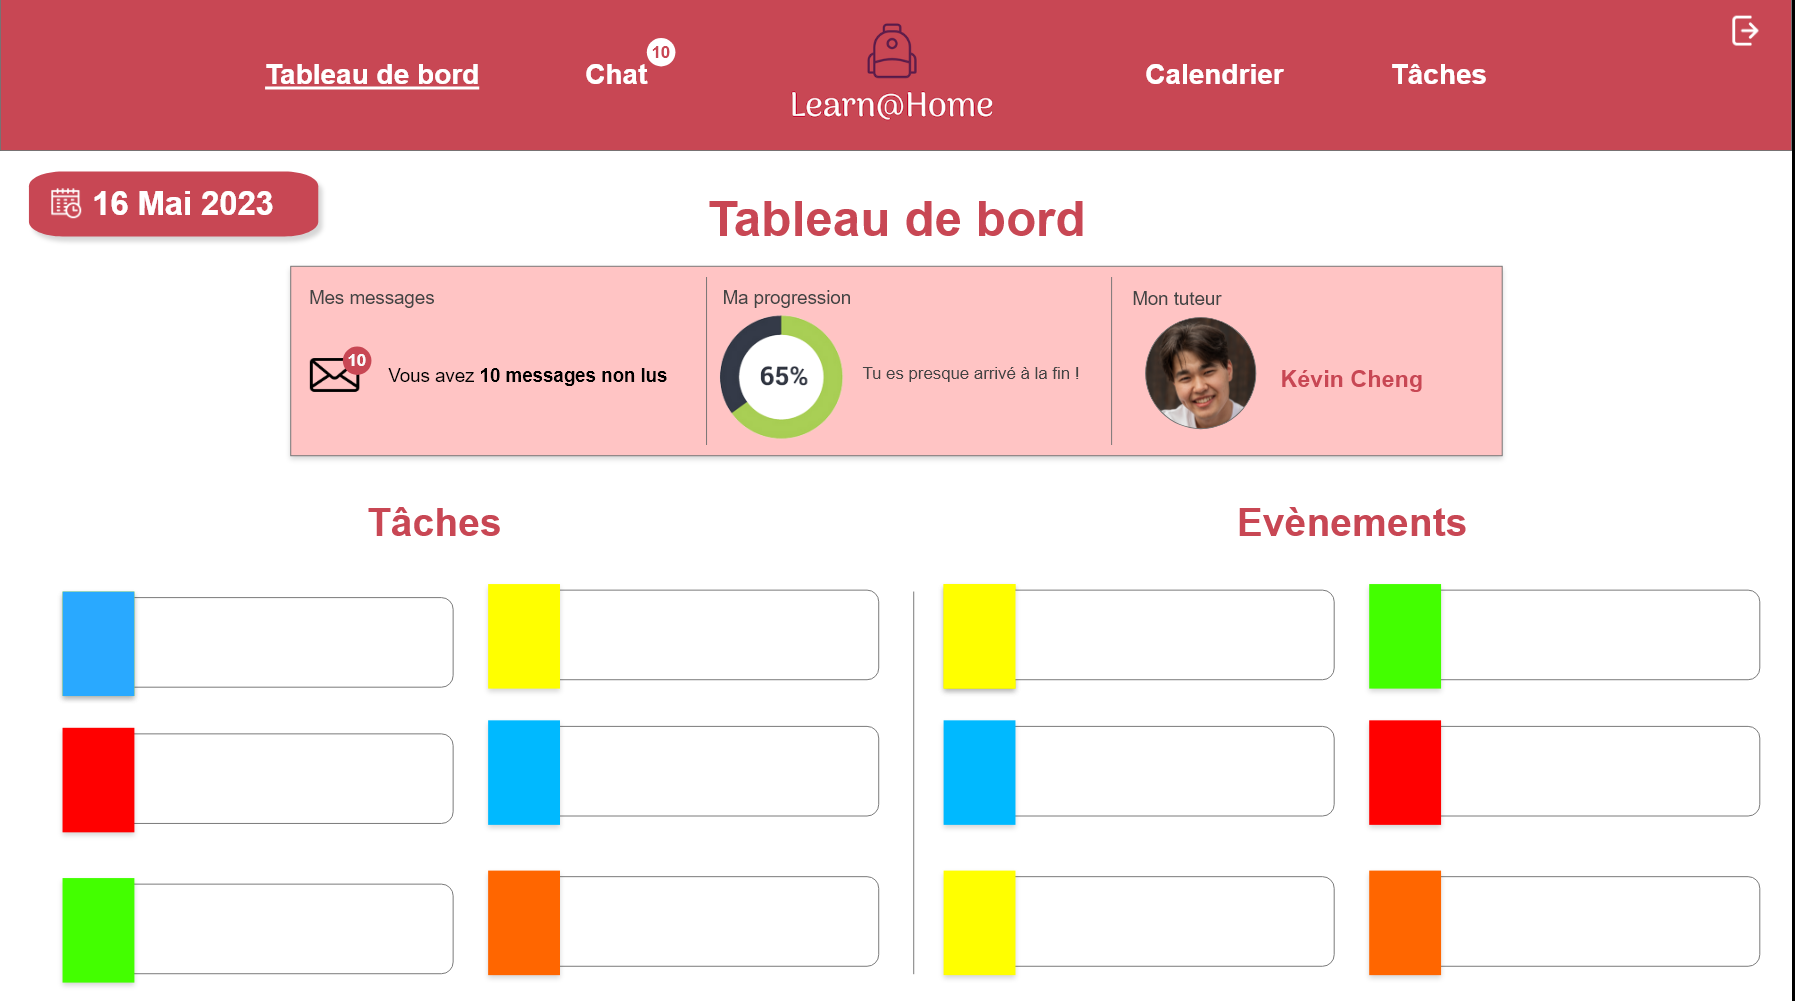 Tableau de bord
Chat
10
Learn@Home
Calendrier
Tâches
16 Mai 2023
Tableau de bord
Mes messages
10
Vous avez 10 messages non lus
Ma progression
65%
Tu es presque arrivé à la fin !
Mon tuteur
Kévin Cheng
Tâches
Evènements